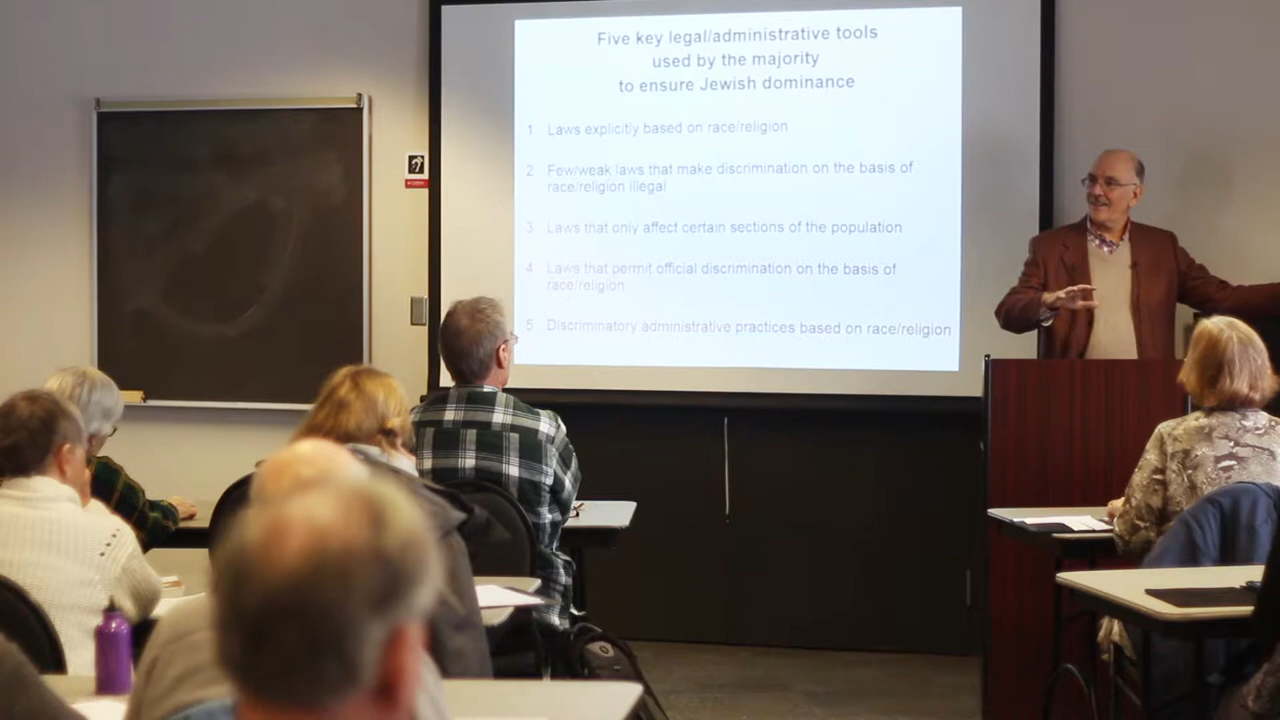 Five key legal/administrative tools
used by the majority
to ensure Jewish dominance
1 Laws explicitly based on race/religion
2 Few/weak laws that make discrimination on the basis of
race/religion illegal
3 Laws that only affect certain sections of the population
4 Laws that permit official discrimination on the basis of
race/religion
5 Discriminatory administrative practices based on race/religion